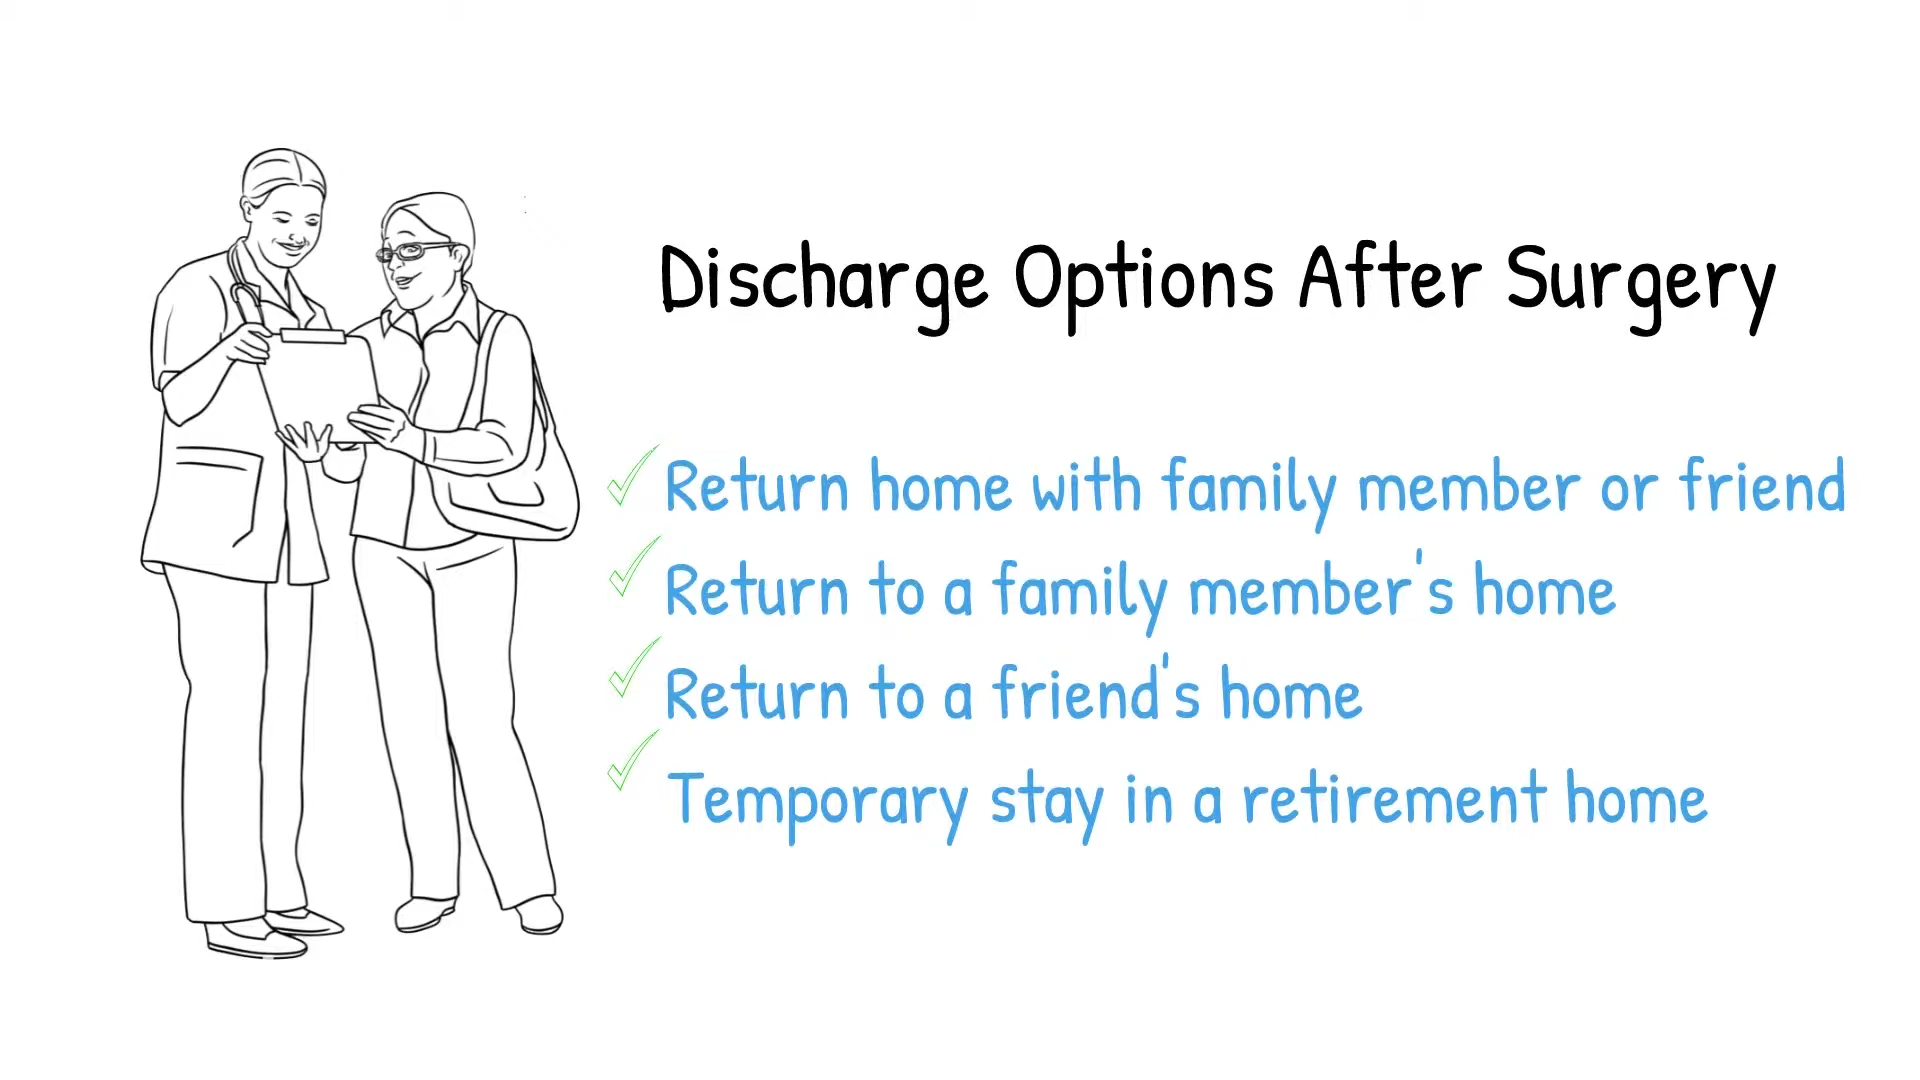 Discharge Options After Surgery
Return home with family member or friend
Return to a family member's home
Return to a friend's home
Temporary stay in a retirement home